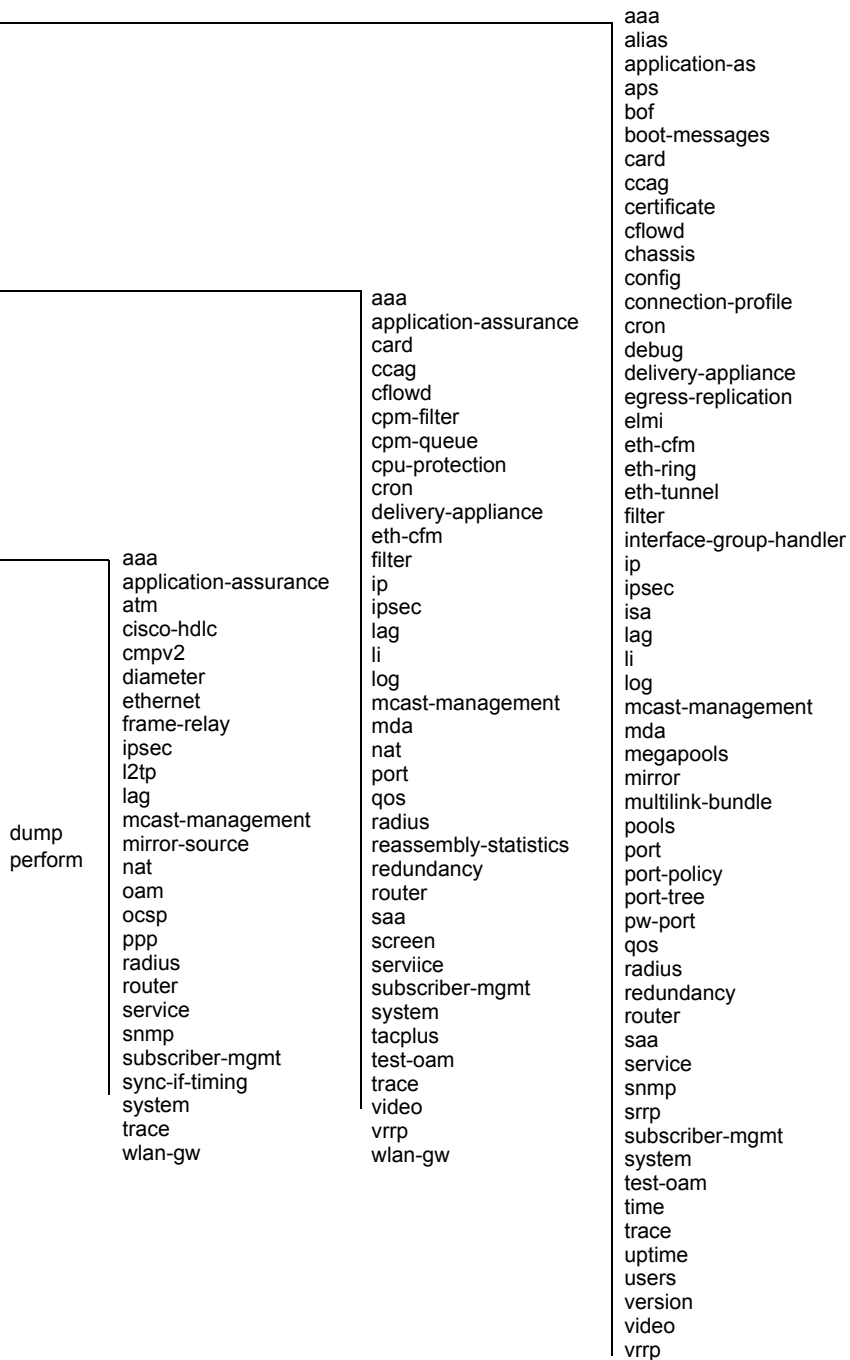 dump
perform
aaa
application-assurance
atm
cisco-hdlc
cmpv2
diameter
ethernet
frame-relay
ipsec
l2tp
lag
mcast-management
mirror-source
nat
oam
ocsp
ppp
radius
router
service
snmp
subscriber-mgmt
sync-if-timing
system
trace
wlan-gw
aaa
application-assurance
card
ccag
cflowd
cpm-filter
cpm-queue
cpu-protection
cron
delivery-appliance
eth-cfm
filter
ip
ipsec
lag
li
log
mcast-management
mda
nat
port
qos
radius
reassembly-statistics
redundancy
router
saa
screen
serviice
subscriber-mgmt
system
tacplus
test-oam
trace
video
vrrp
wlan-gw
aaa
alias
application-as
aps
bof
boot-messages
card
ccag
certificate
cflowd
chassis
config
connection-profile
cron
debug
delivery-appliance
egress-replication
elmi
eth-cfm
eth-ring
eth-tunnel
filter
interface-group-handler
ip
ipsec
isa
lag
li
log
mcast-management
mda
megapools
mirror
multilink-bundle
pools
port
port-policy
port-tree
pw-port
qos
radius
redundancy
router
saa
service
snmp
srrp
subscriber-mgmt
system
test-oam
time
trace
uptime
users
version
video
vrrp